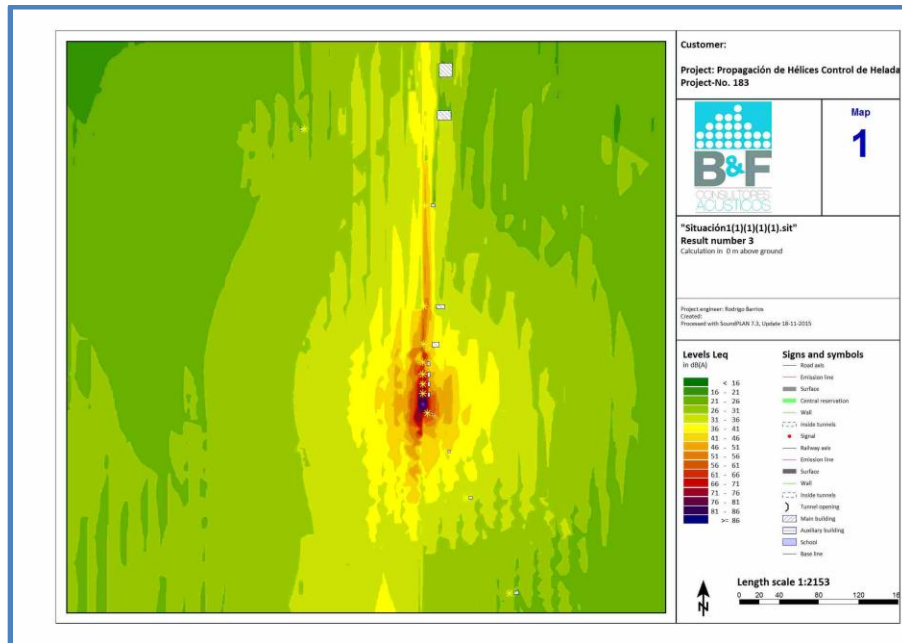 Customer:
Project: Propagación de Hélices Control de Helada
Project-No. 183
Map
1
B&F
CONSULTORES
ACUSTICOS
"Situación1(1)(1)(1)(1).sit"
Result number 3
Calculation in 0 m above ground
Project engineer: Rodrigo Barrios
Created:
Processed with SoundPLAN 7.3, Update 18-11-2015
Levels Leq
in dB(A)
< 16
16 - 21
21 - 26
26 - 31
31 - 36
36 - 41
41 - 46
46 - 51
51 - 56
56 - 61
61 - 66
66 - 71
71 - 76
76 - 81
81 - 86
>= 86
Signs and symbols
Road axis
Emission line
Surface
Central reservation
Wall
Inside tunnels
Signal
Railway axis
Emission line
Surface
Wall
Inside tunnels
Tunnel opening
Main building
Auxiliary building
School
Base line
N
Length scale 1:2153
0 20 40 80 120 16